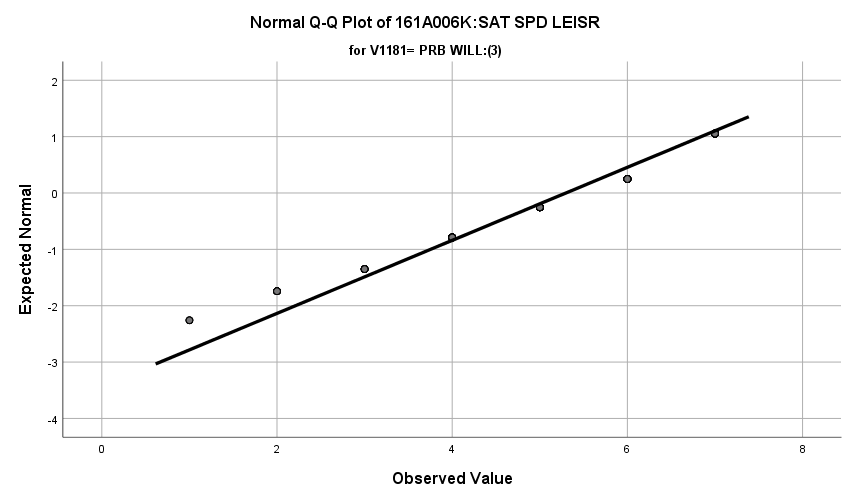 Normal Q-Q Plot of 161A006K:SAT SPD LEISR
for V1181= PRB WILL:(3)
2
1
0
-1
-2
-3
-4
Expected Normal
0 2 4 6 8
Observed Value